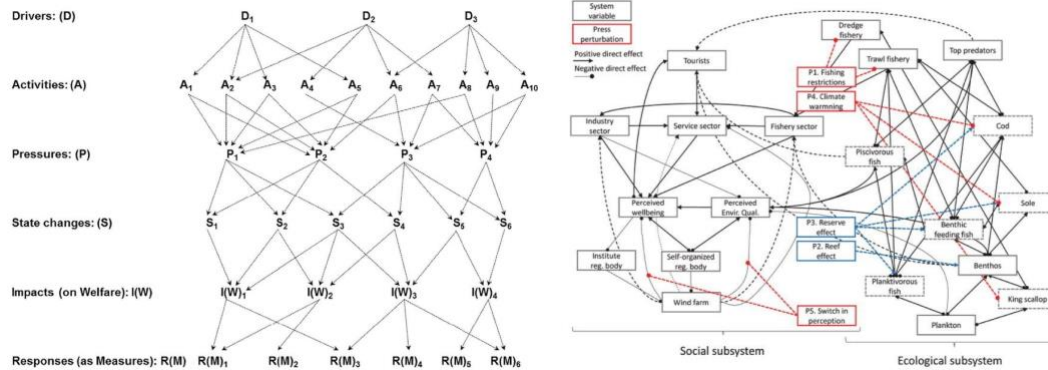 Drivers: (D)
D1 D2 D3
Activities: (A)
A1 A2 A3 A4 A5 A6 A7 A8 A9 A10
Pressures: (P)
P1 P2 P3 P4
State changes: (S)
S1 S2 S3 S4 S5 S6
Impacts (on Welfare): I(W)
I(W)1 I(W)2 I(W)3 I(W)4
Responses (as Measures): R(M)
R(M)1 R(M)2 R(M)3 R(M)4 R(M)5 R(M)6
System
variable
Press
perturbation
Positive direct effect
Negative direct effect
Dredge
fishery
Tourists
Trawl fishery
Top predators
P1. Fishing
restrictions
P4. Climate
warmning
Industry
sector
Service sector
Fishery sector
Cod
Piscivorous
fish
Perceived
wellbeing
Perceived
Envir. Qual.
Sole
P3. Reserve
effect
Benthic
feeding fish
P2. Reef
effect
Institute
reg. body
Self-organized
reg. body
Benthos
Planktivorous
fish
Wind farm
King scallop
P5. Switch in
perception
Plankton
Social subsystem
Ecological subsystem